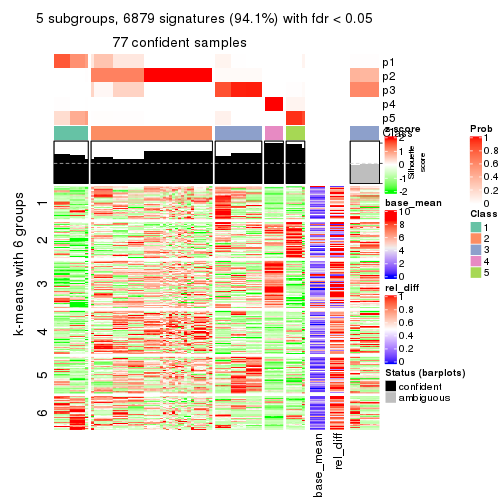 5 subgroups, 6879 signatures (94.1%) with fdr < 0.05
77 confident samples
p1
p2
p3
p4
p5
Class
Silhouette
score
k-means with 6 groups
1
2
3
4
5
6
base_mean
rel_diff
z-score
2
1
0
-1
-2
base_mean
10
8
6
4
2
0
rel_diff
1
0.8
0.6
0.4
0.2
0
Status (barplots)
confident
ambiguous
Prob
1
0.8
0.6
0.4
0.2
0
Class
1
2
4
4
5